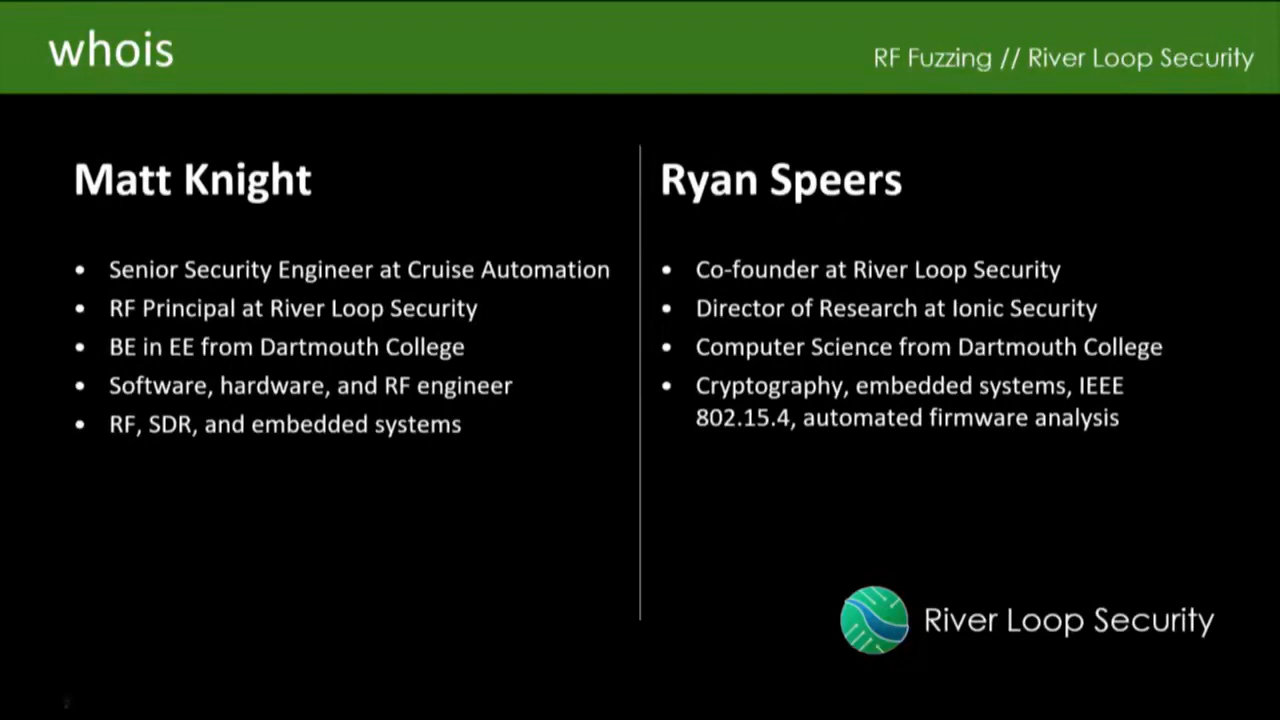 whois
RF Fuzzing // River Loop Security
Matt Knight
• Senior Security Engineer at Cruise Automation
• RF Principal at River Loop Security
• BE in EE from Dartmouth College
• Software, hardware, and RF engineer
• RF, SDR, and embedded systems
Ryan Speers
• Co-founder at River Loop Security
• Director of Research at Ionic Security
• Computer Science from Dartmouth College
• Cryptography, embedded systems, IEEE
802.15.4, automated firmware analysis
River Loop Security